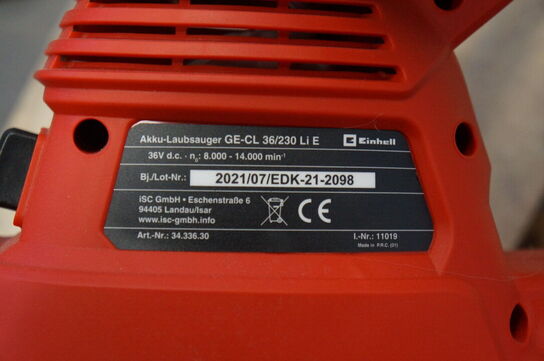 Akku-Laubsauger GE-CL 36/230 Li E Einhell
36V d.c. · n₀: 8.000 - 14.000 min⁻¹
Bj./Lot-Nr.: 2021/07/EDK-21-2098
iSC GmbH • Eschenstraße 6
94405 Landau/Isar
www.isc-gmbh.info
CE
Art.-Nr.: 34.336.30 I.-Nr.: 11019
Made in P.R.C. (01)